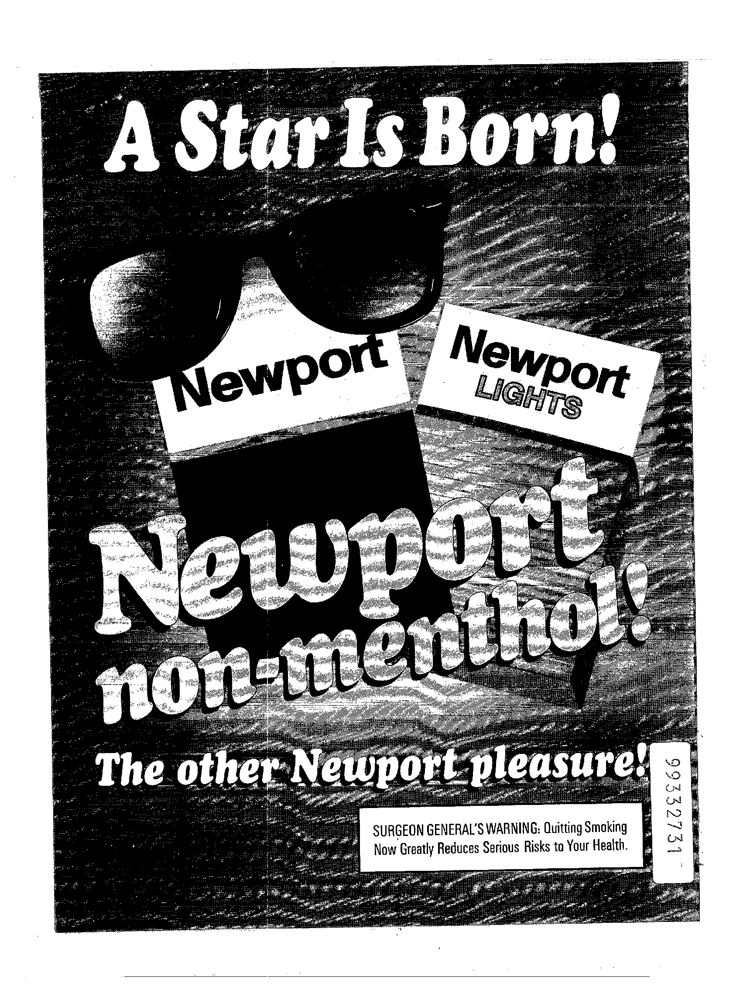 A Star Is Born!
Newport
Newport
LIGHTS
Newport
non-menthol!
The other Newport pleasure!
SURGEON GENERAL'S WARNING: Quitting Smoking
Now Greatly Reduces Serious Risks to Your Health.
99332731